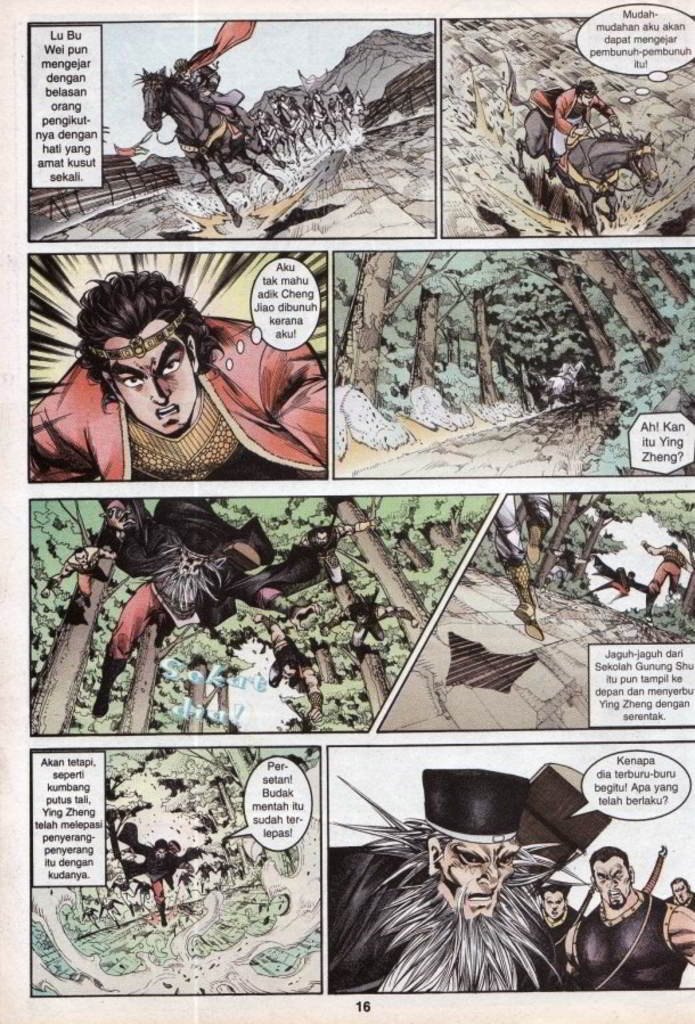 Lu Bu
Wei pun
mengejar
dengan
belasan
orang
pengikut-
nya dengan
hati yang
amat kusut
sekali.
Mudah-
mudahan aku akan
dapat mengejar
pembunuh-pembunuh
itu!
Aku
tak mahu
adik Cheng
Jiao dibunuh
kerana
aku!
Ah! Kan
itu Ying
Zheng?
Jaguh-jaguh dari
Sekolah Gunung Shu
itu pun tampil ke
depan dan menyerbu
Ying Zheng dengan
serentak.
Akan tetapi,
seperti
kumbang
putus tali,
Ying Zheng
telah melepasi
penyerang-
penyerang
itu dengan
kudanya.
Per-
setan!
Budak
mentah itu
sudah ter-
lepas!
Kenapa
dia terburu-buru
begitu! Apa yang
telah berlaku?
16